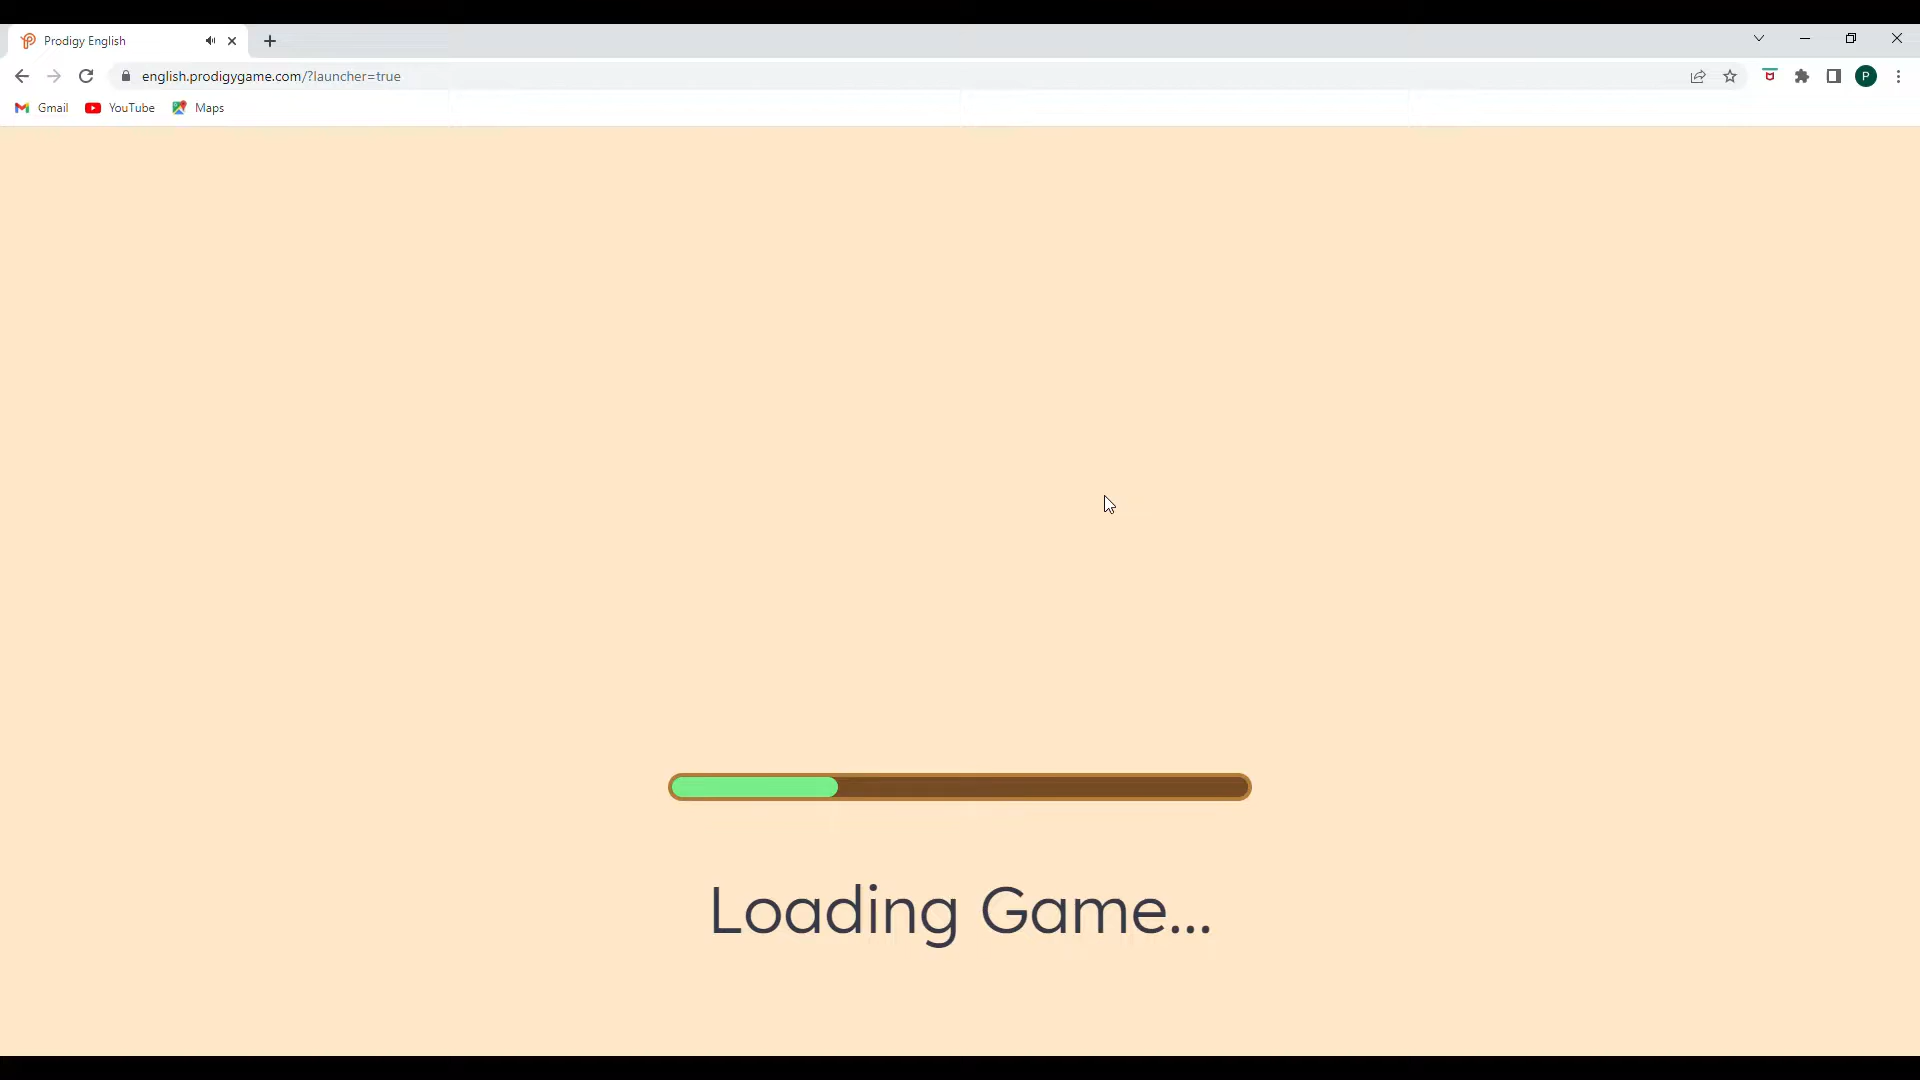 Prodigy English
english.prodigygame.com/?launcher=true
P
Gmail YouTube Maps
Loading Game...